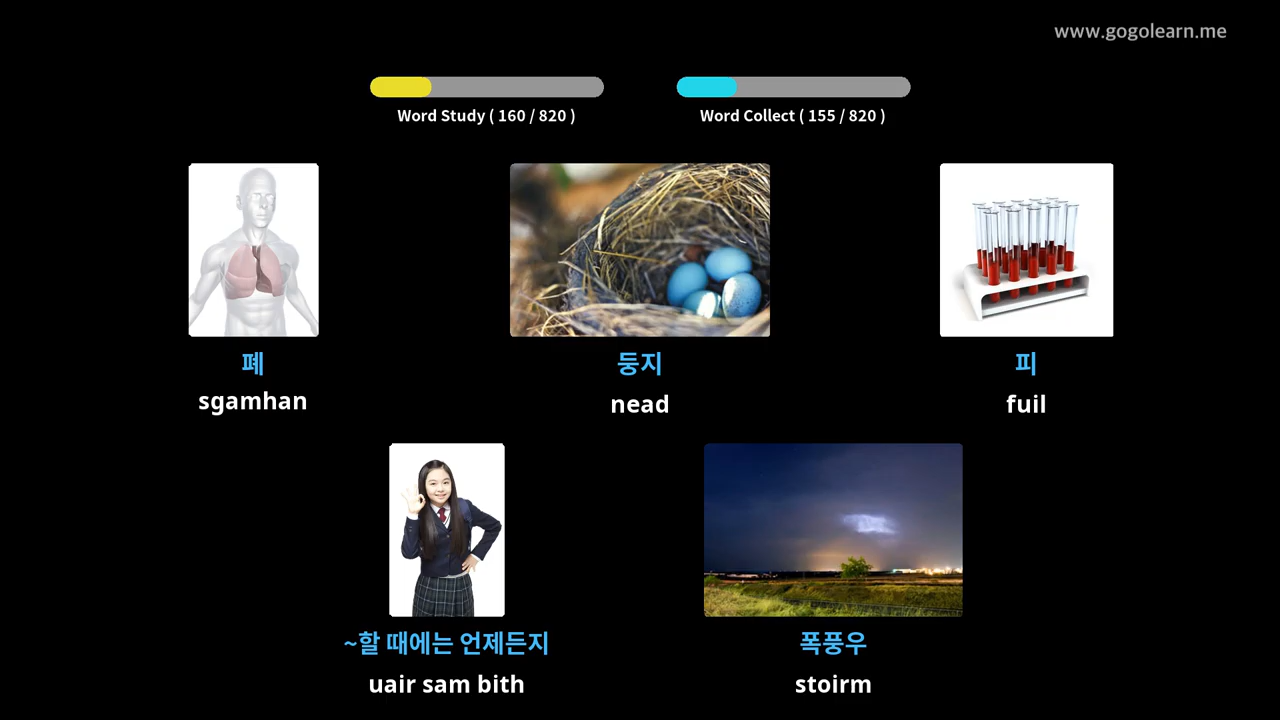 www.gogolearn.me
Word Study ( 160 / 820 )
Word Collect ( 155 / 820 )
폐
sgamhan
둥지
nead
피
fuil
~할 때에는 언제든지
uair sam bith
폭풍우
stoirm